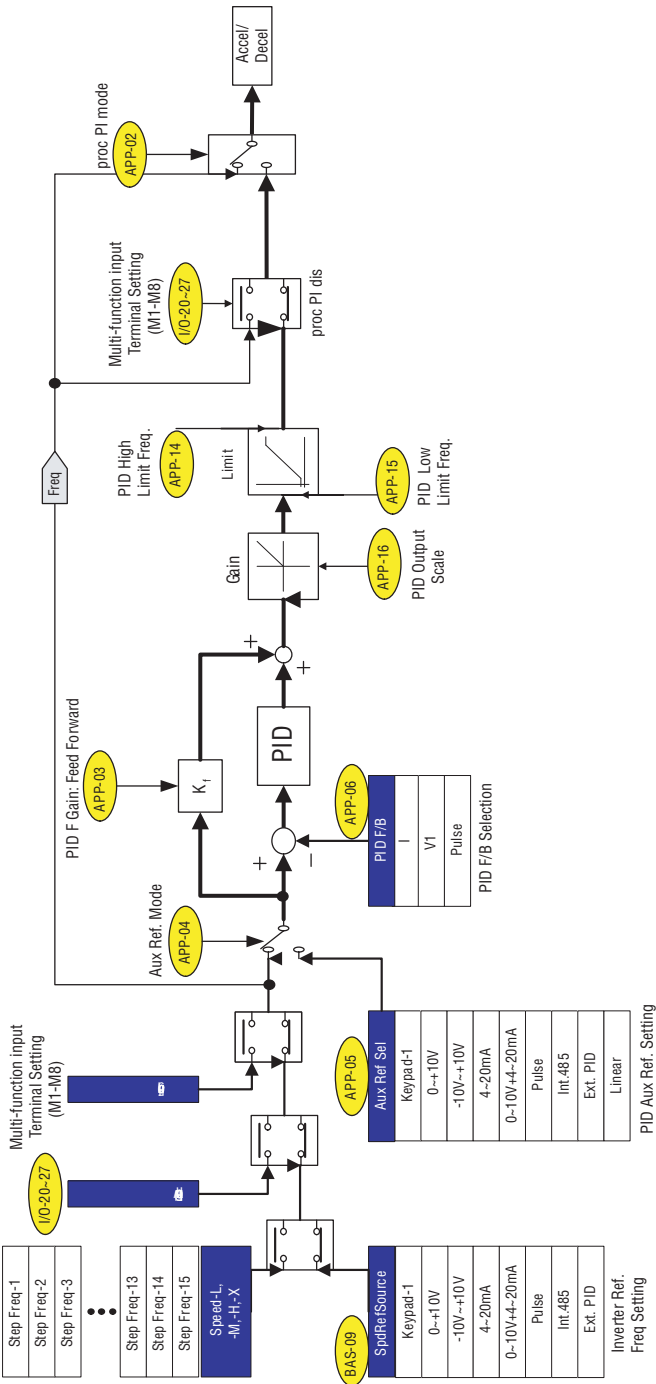 Step Freq-1
Step Freq-2
Step Freq-3
Step Freq-13
Step Freq-14
Step Freq-15
Speed-L,
-M,-H,-X
BAS-09
SpdRefSource
Keypad-1
0~+10V
-10V~+10V
4~20mA
0~10V+4~20mA
Pulse
Int.485
Ext. PID
Inverter Ref.
Freq Setting
I/O-20~27
Multi-function input
Terminal Setting
(M1-M8)
APP-05
Aux Ref Sel
Keypad-1
0~+10V
-10V~+10V
4~20mA
0~10V+4~20mA
Pulse
Int.485
Ext. PID
Linear
PID Aux Ref. Setting
Aux Ref. Mode
APP-04
PID F Gain: Feed Forward
APP-03
Kf
+
−
PID
+
+
APP-06
PID F/B
I
V1
Pulse
PID F/B Selection
Freq
Gain
APP-16
PID Output
Scale
PID High
Limit Freq.
APP-14
Limit
APP-15
PID Low
Limit Freq.
Multi-function input
Terminal Setting
(M1-M8)
I/O-20~27
proc PI dis
proc PI mode
APP-02
Accel/
Decel